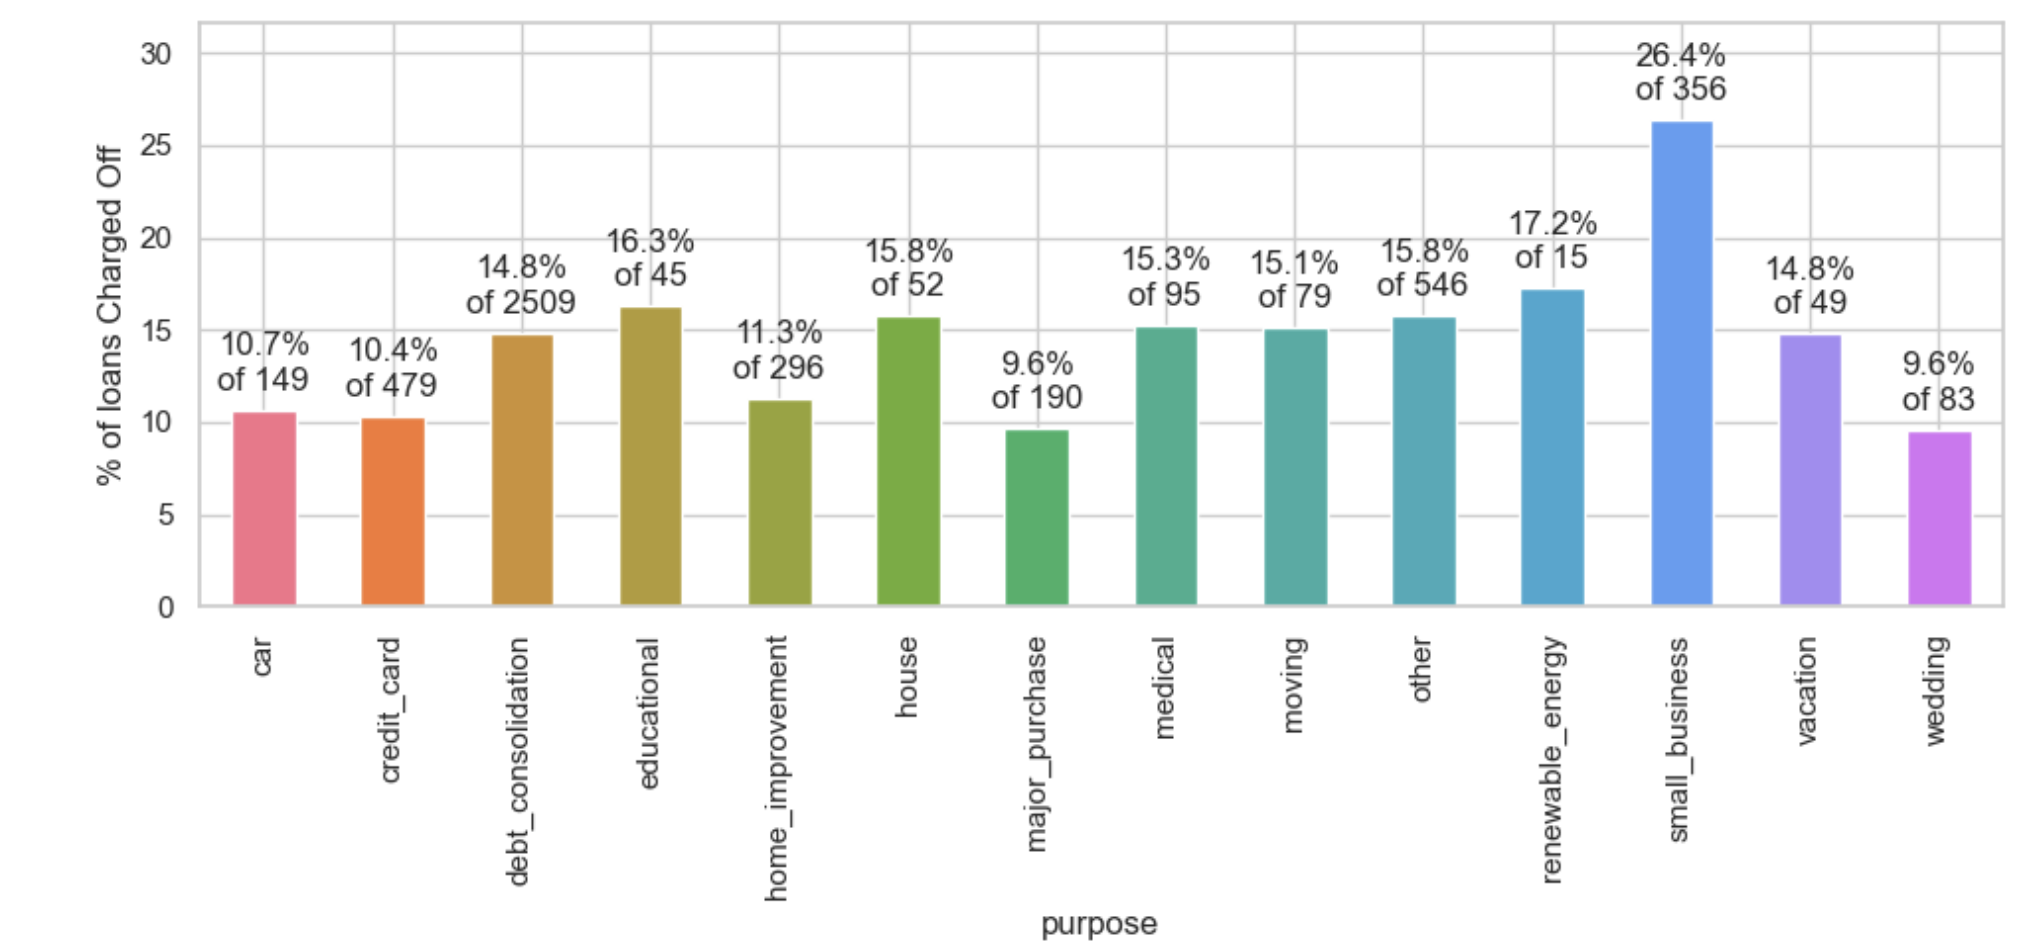 % of loans Charged Off
30
25
20
15
10
5
0
10.7%
of 149
10.4%
of 479
14.8%
of 2509
16.3%
of 45
11.3%
of 296
15.8%
of 52
9.6%
of 190
15.3%
of 95
15.1%
of 79
15.8%
of 546
17.2%
of 15
26.4%
of 356
14.8%
of 49
9.6%
of 83
car
credit_card
debt_consolidation
educational
home_improvement
house
major_purchase
medical
moving
other
renewable_energy
small_business
vacation
wedding
purpose